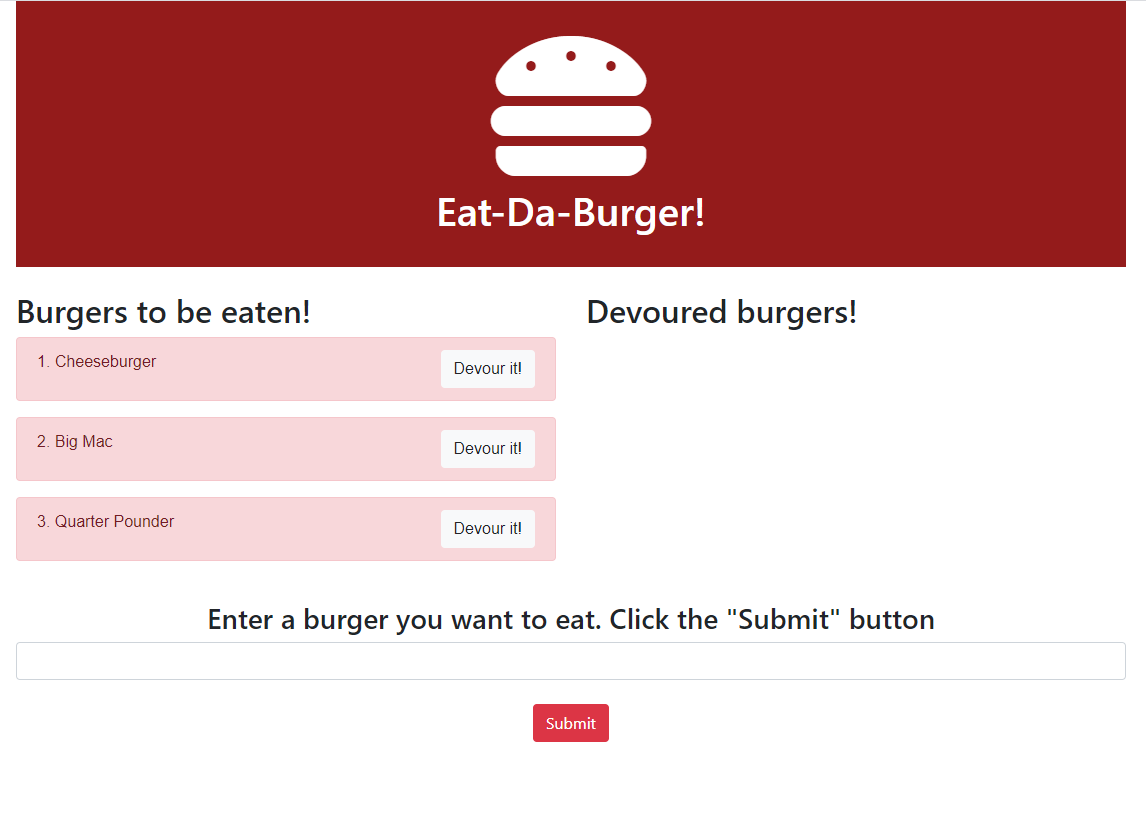 Eat-Da-Burger!
Burgers to be eaten!
1. Cheeseburger
Devour it!
2. Big Mac
Devour it!
3. Quarter Pounder
Devour it!
Devoured burgers!
Enter a burger you want to eat. Click the "Submit" button
Submit